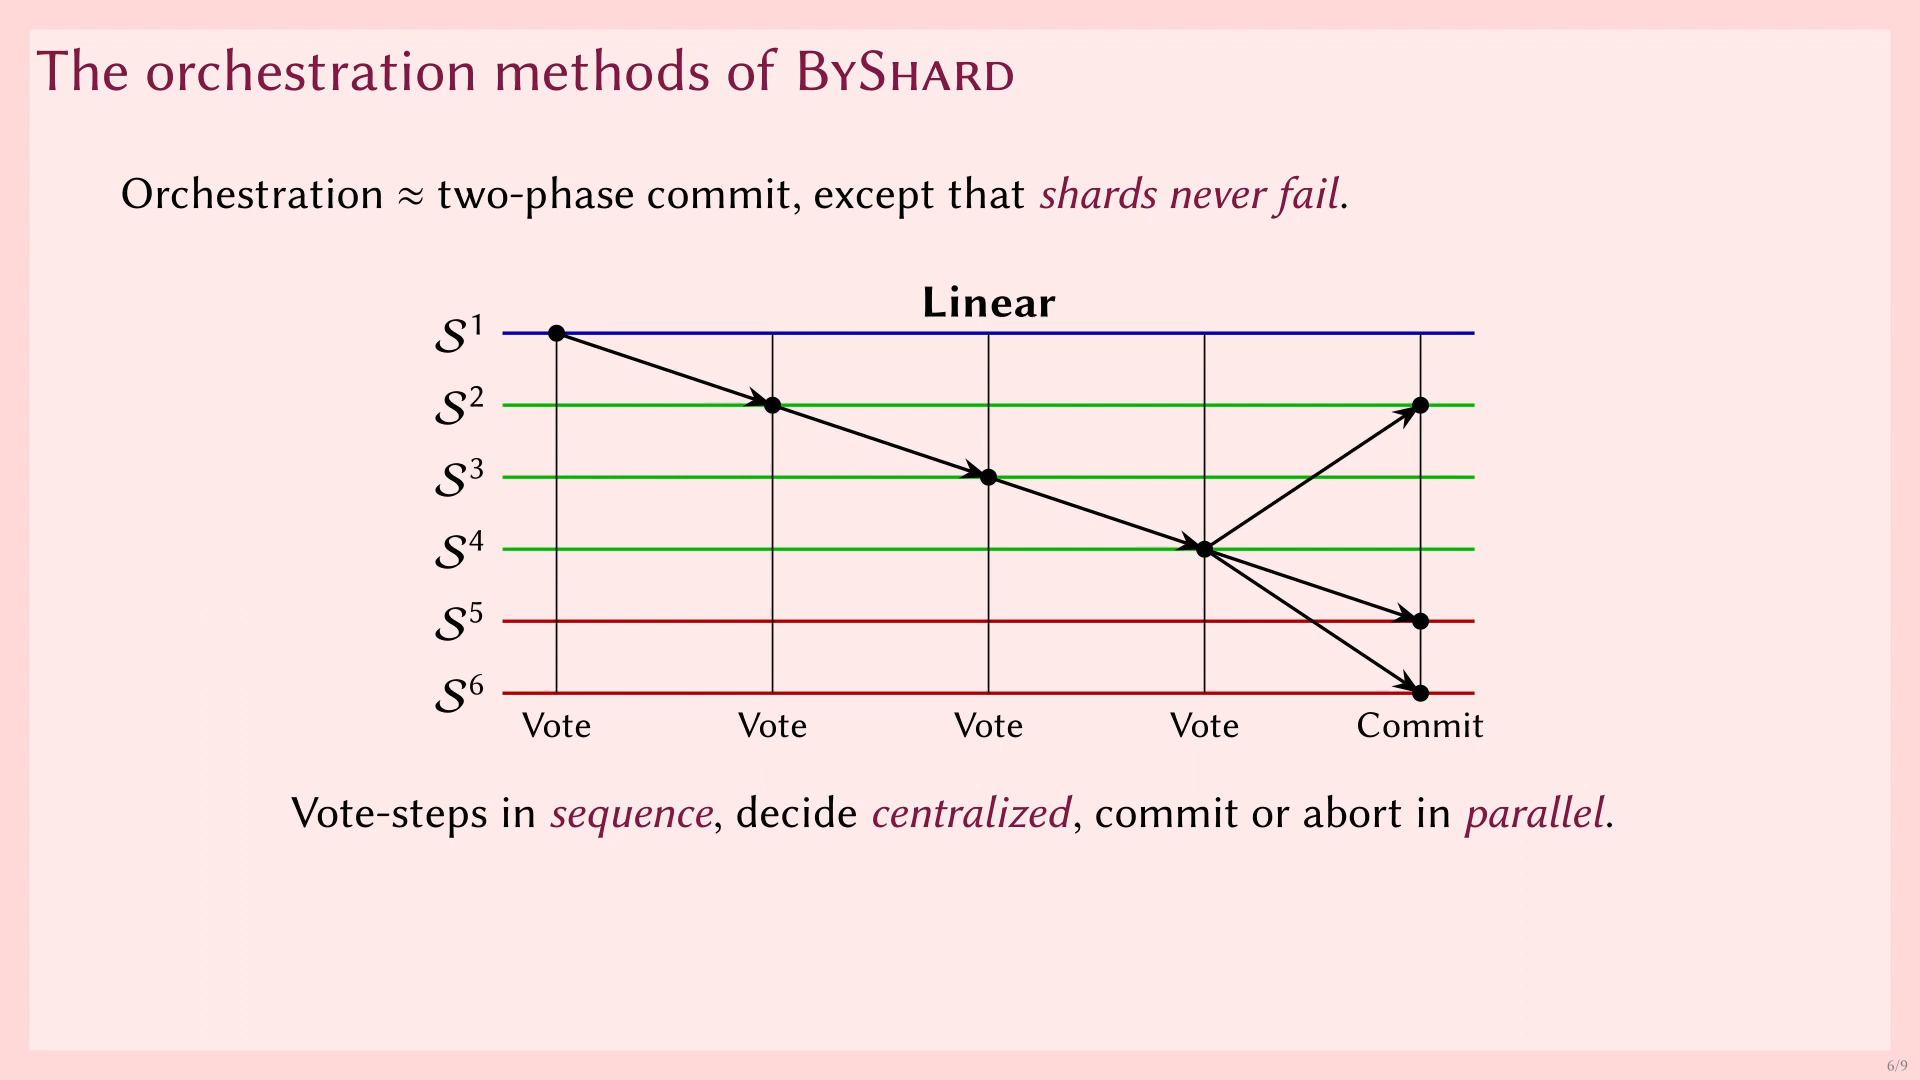 The orchestration methods of BYSHARD
Orchestration ≈ two-phase commit, except that shards never fail.
Linear
𝒮¹
𝒮²
𝒮³
𝒮⁴
𝒮⁵
𝒮⁶
Vote Vote Vote Vote Commit
Vote-steps in sequence, decide centralized, commit or abort in parallel.
6/9